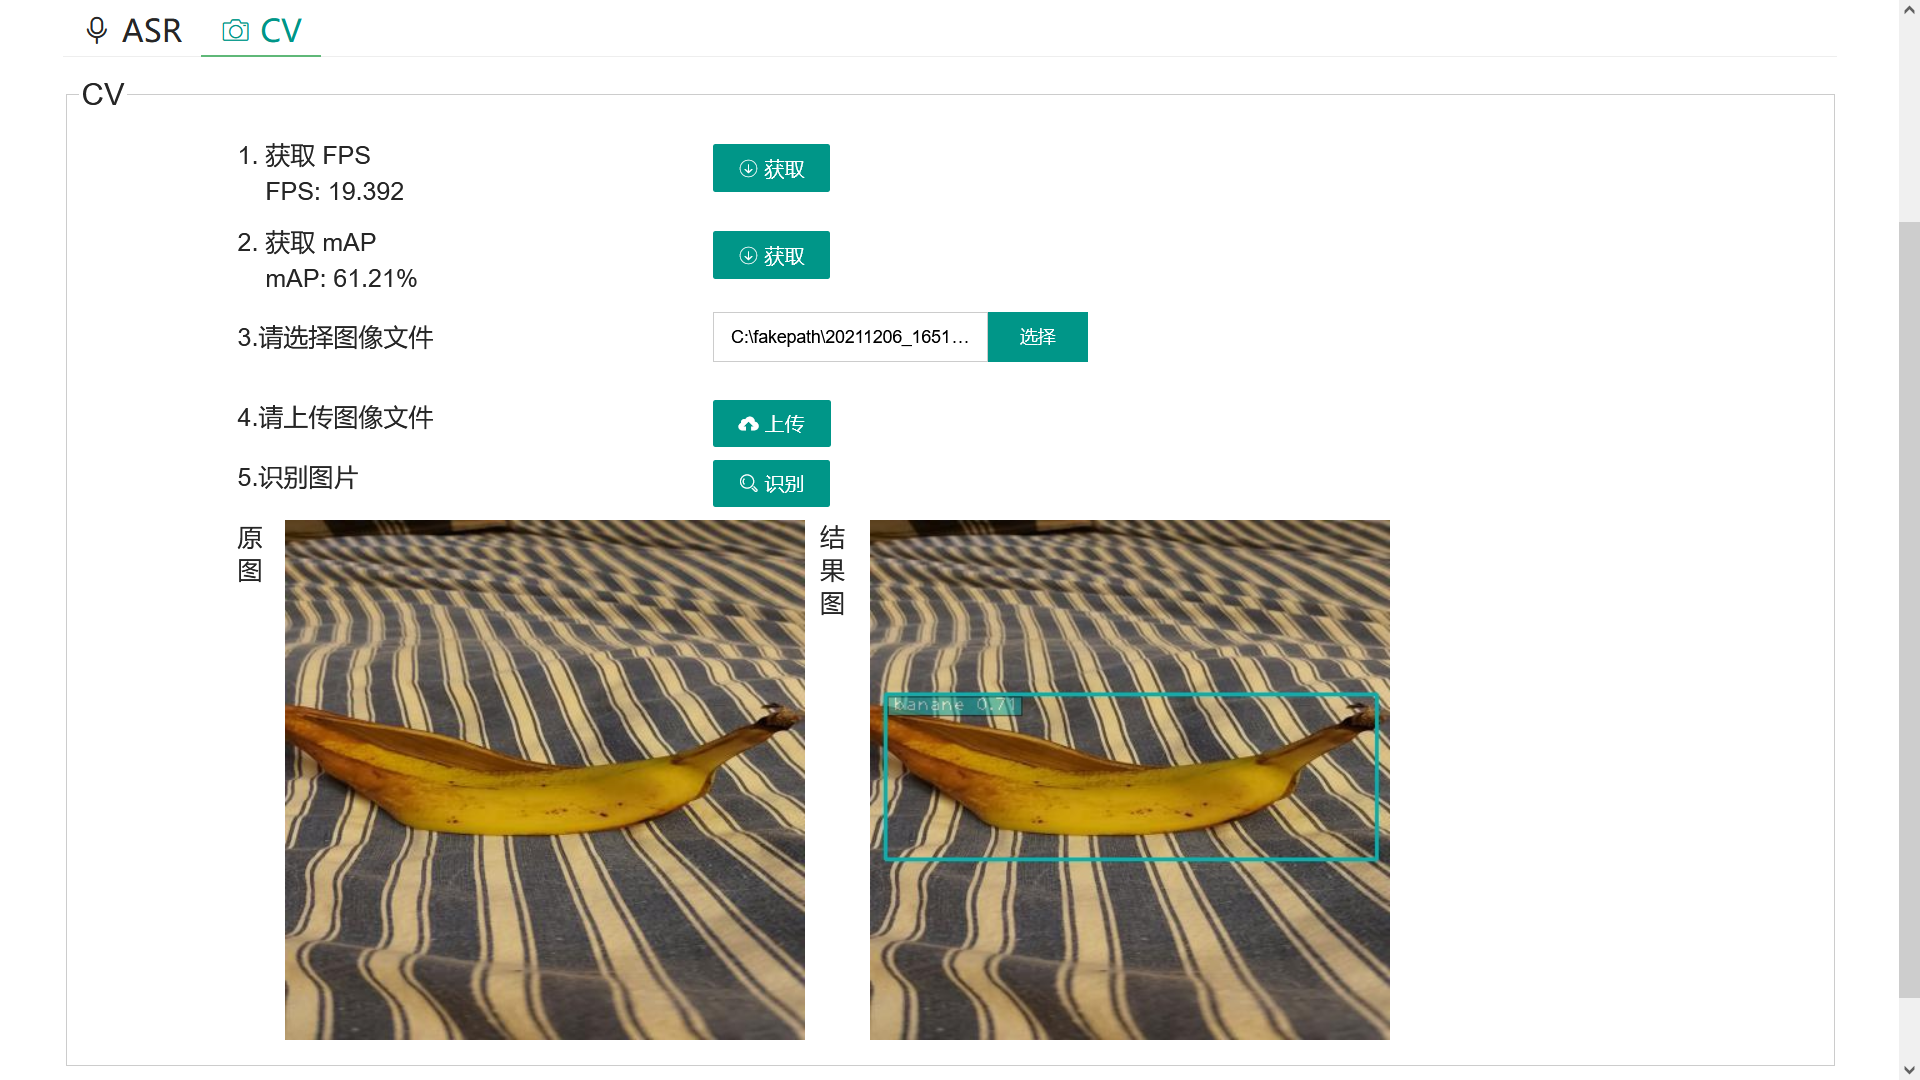 ASR CV
CV
1. 获取 FPS
FPS: 19.392
获取
2. 获取 mAP
mAP: 61.21%
获取
3.请选择图像文件
C:\fakepath\20211206_1651...
选择
4.请上传图像文件
上传
5.识别图片
识别
原图
结果图
0.71